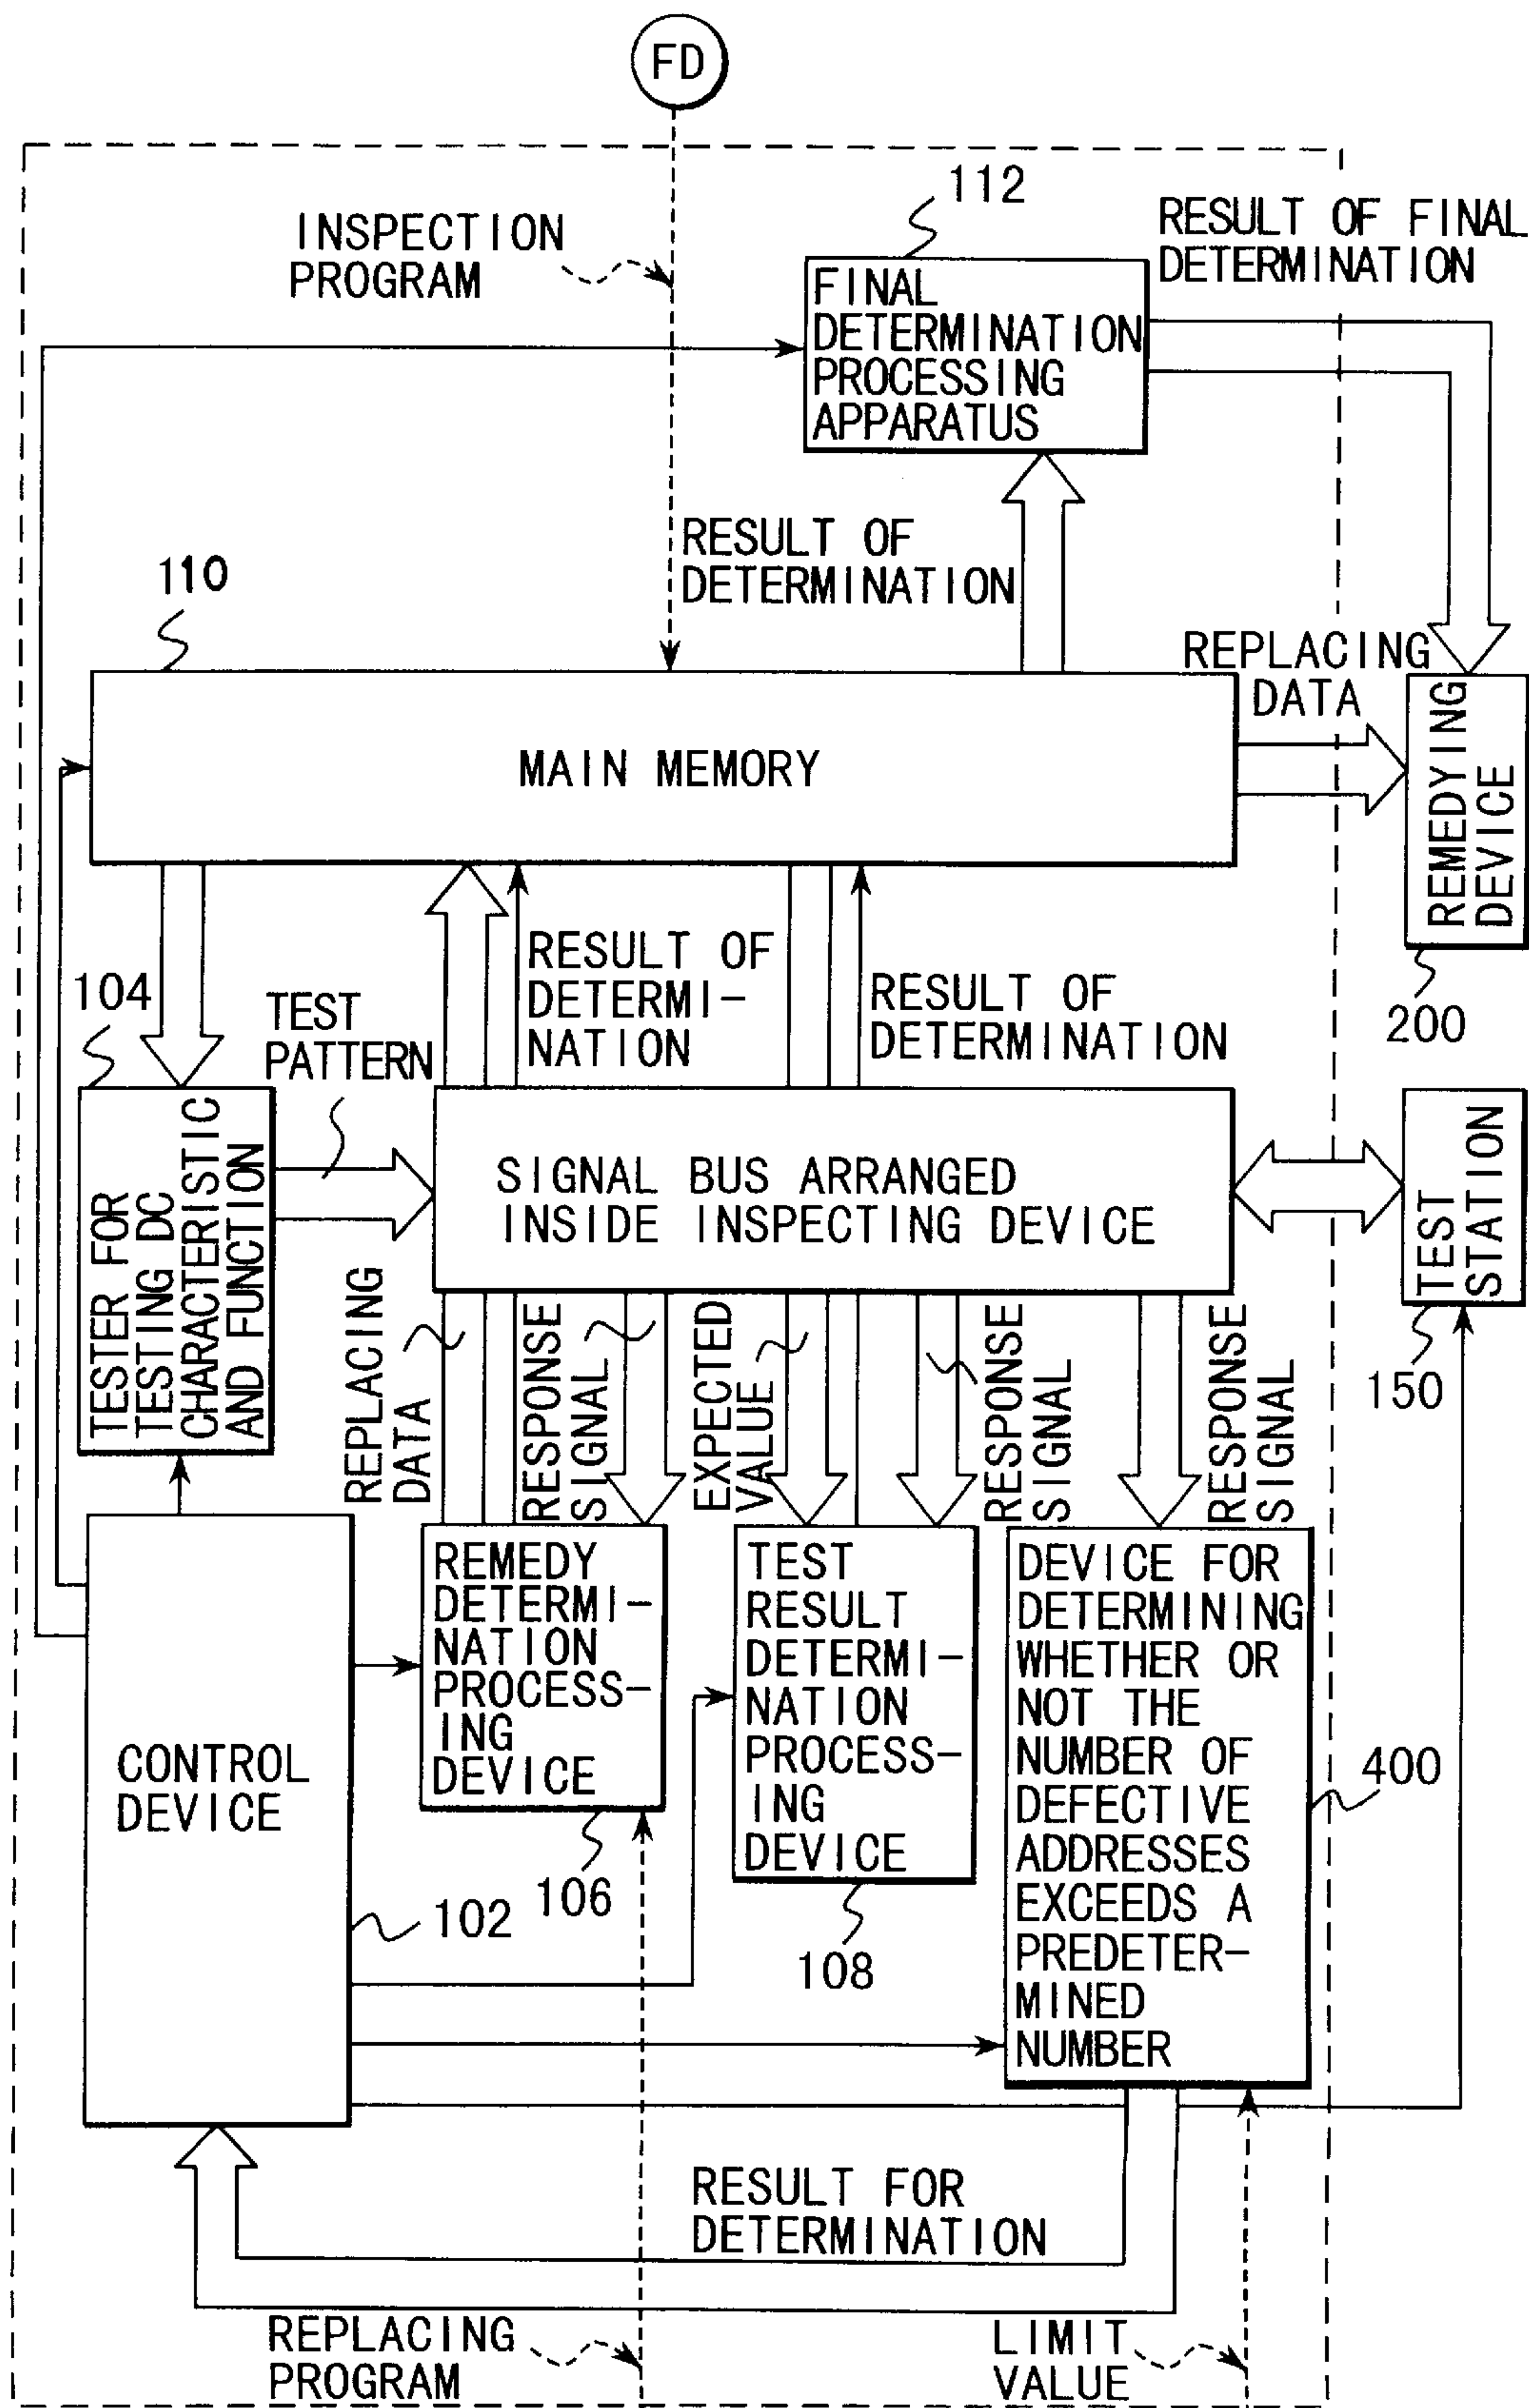 FD
112
INSPECTION
PROGRAM
RESULT OF FINAL
DETERMINATION
FINAL
DETERMINATION
PROCESSING
APPARATUS
RESULT OF
DETERMINATION
110
REPLACING
DATA
MAIN MEMORY
REMEDYING
DEVICE
200
RESULT OF
DETERMI-
NATION
RESULT OF
DETERMINATION
104
TEST
PATTERN
TESTER FOR
TESTING DC
CHARACTERISTIC
AND FUNCTION
SIGNAL BUS ARRANGED
INSIDE INSPECTING DEVICE
TEST
STATION
150
REPLACING
DATA
RESPONSE
SIGNAL
EXPECTED
VALUE
RESPONSE
SIGNAL
RESPONSE
SIGNAL
CONTROL
DEVICE
102
REMEDY
DETERMI-
NATION
PROCESS-
ING
DEVICE
106
TEST
RESULT
DETERMI-
NATION
PROCESS-
ING
DEVICE
108
DEVICE FOR
DETERMINING
WHETHER OR
NOT THE
NUMBER OF
DEFECTIVE
ADDRESSES
EXCEEDS A
PREDETER-
MINED
NUMBER
400
RESULT FOR
DETERMINATION
REPLACING
PROGRAM
LIMIT
VALUE